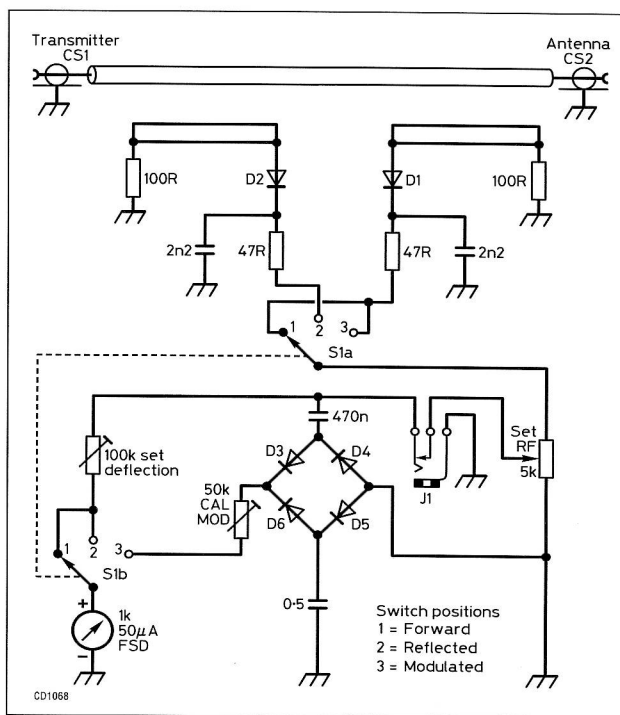 Transmitter
CS1
Antenna
CS2
100R
D2
D1
100R
2n2
47R
47R
2n2
1
2
3
S1a
470n
Set
RF
5k
J1
100k set
deflection
D3
D4
50k
CAL
MOD
D6
D5
1
2
3
S1b
+
1k
50μA
FSD
−
0·5
Switch positions
1 = Forward
2 = Reflected
3 = Modulated
CD1068